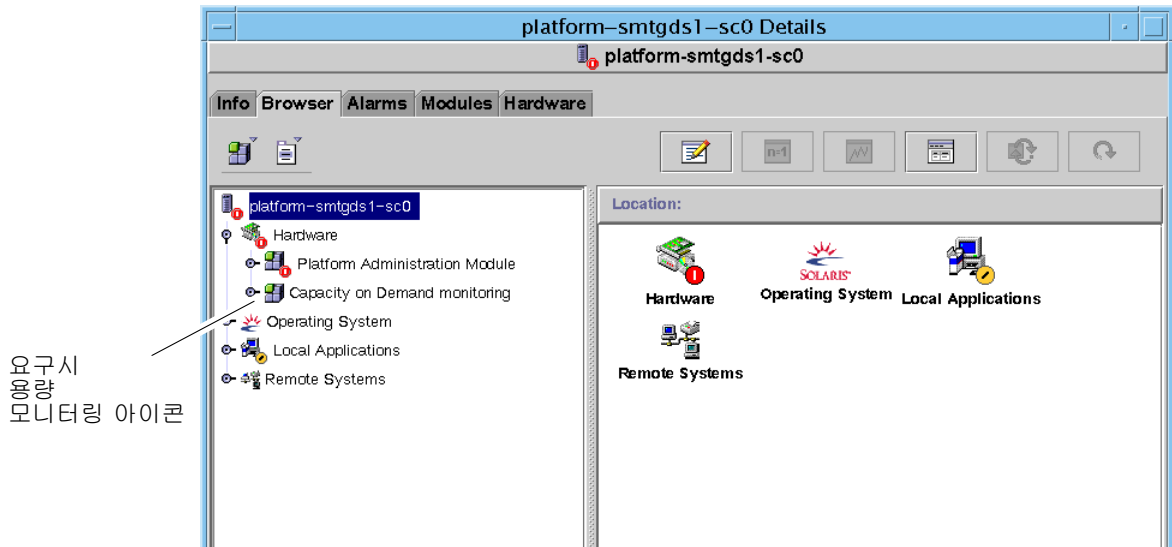 platform–smtgds1–sc0 Details
platform-smtgds1-sc0
Info Browser Alarms Modules Hardware
n=1
platform–smtgds1–sc0
Hardware
Platform Administration Module
Capacity on Demand monitoring
Operating System
Local Applications
Remote Systems
Location:
Hardware
SOLARIS
Operating System
Local Applications
Remote Systems
요구시
용량
모니터링 아이콘